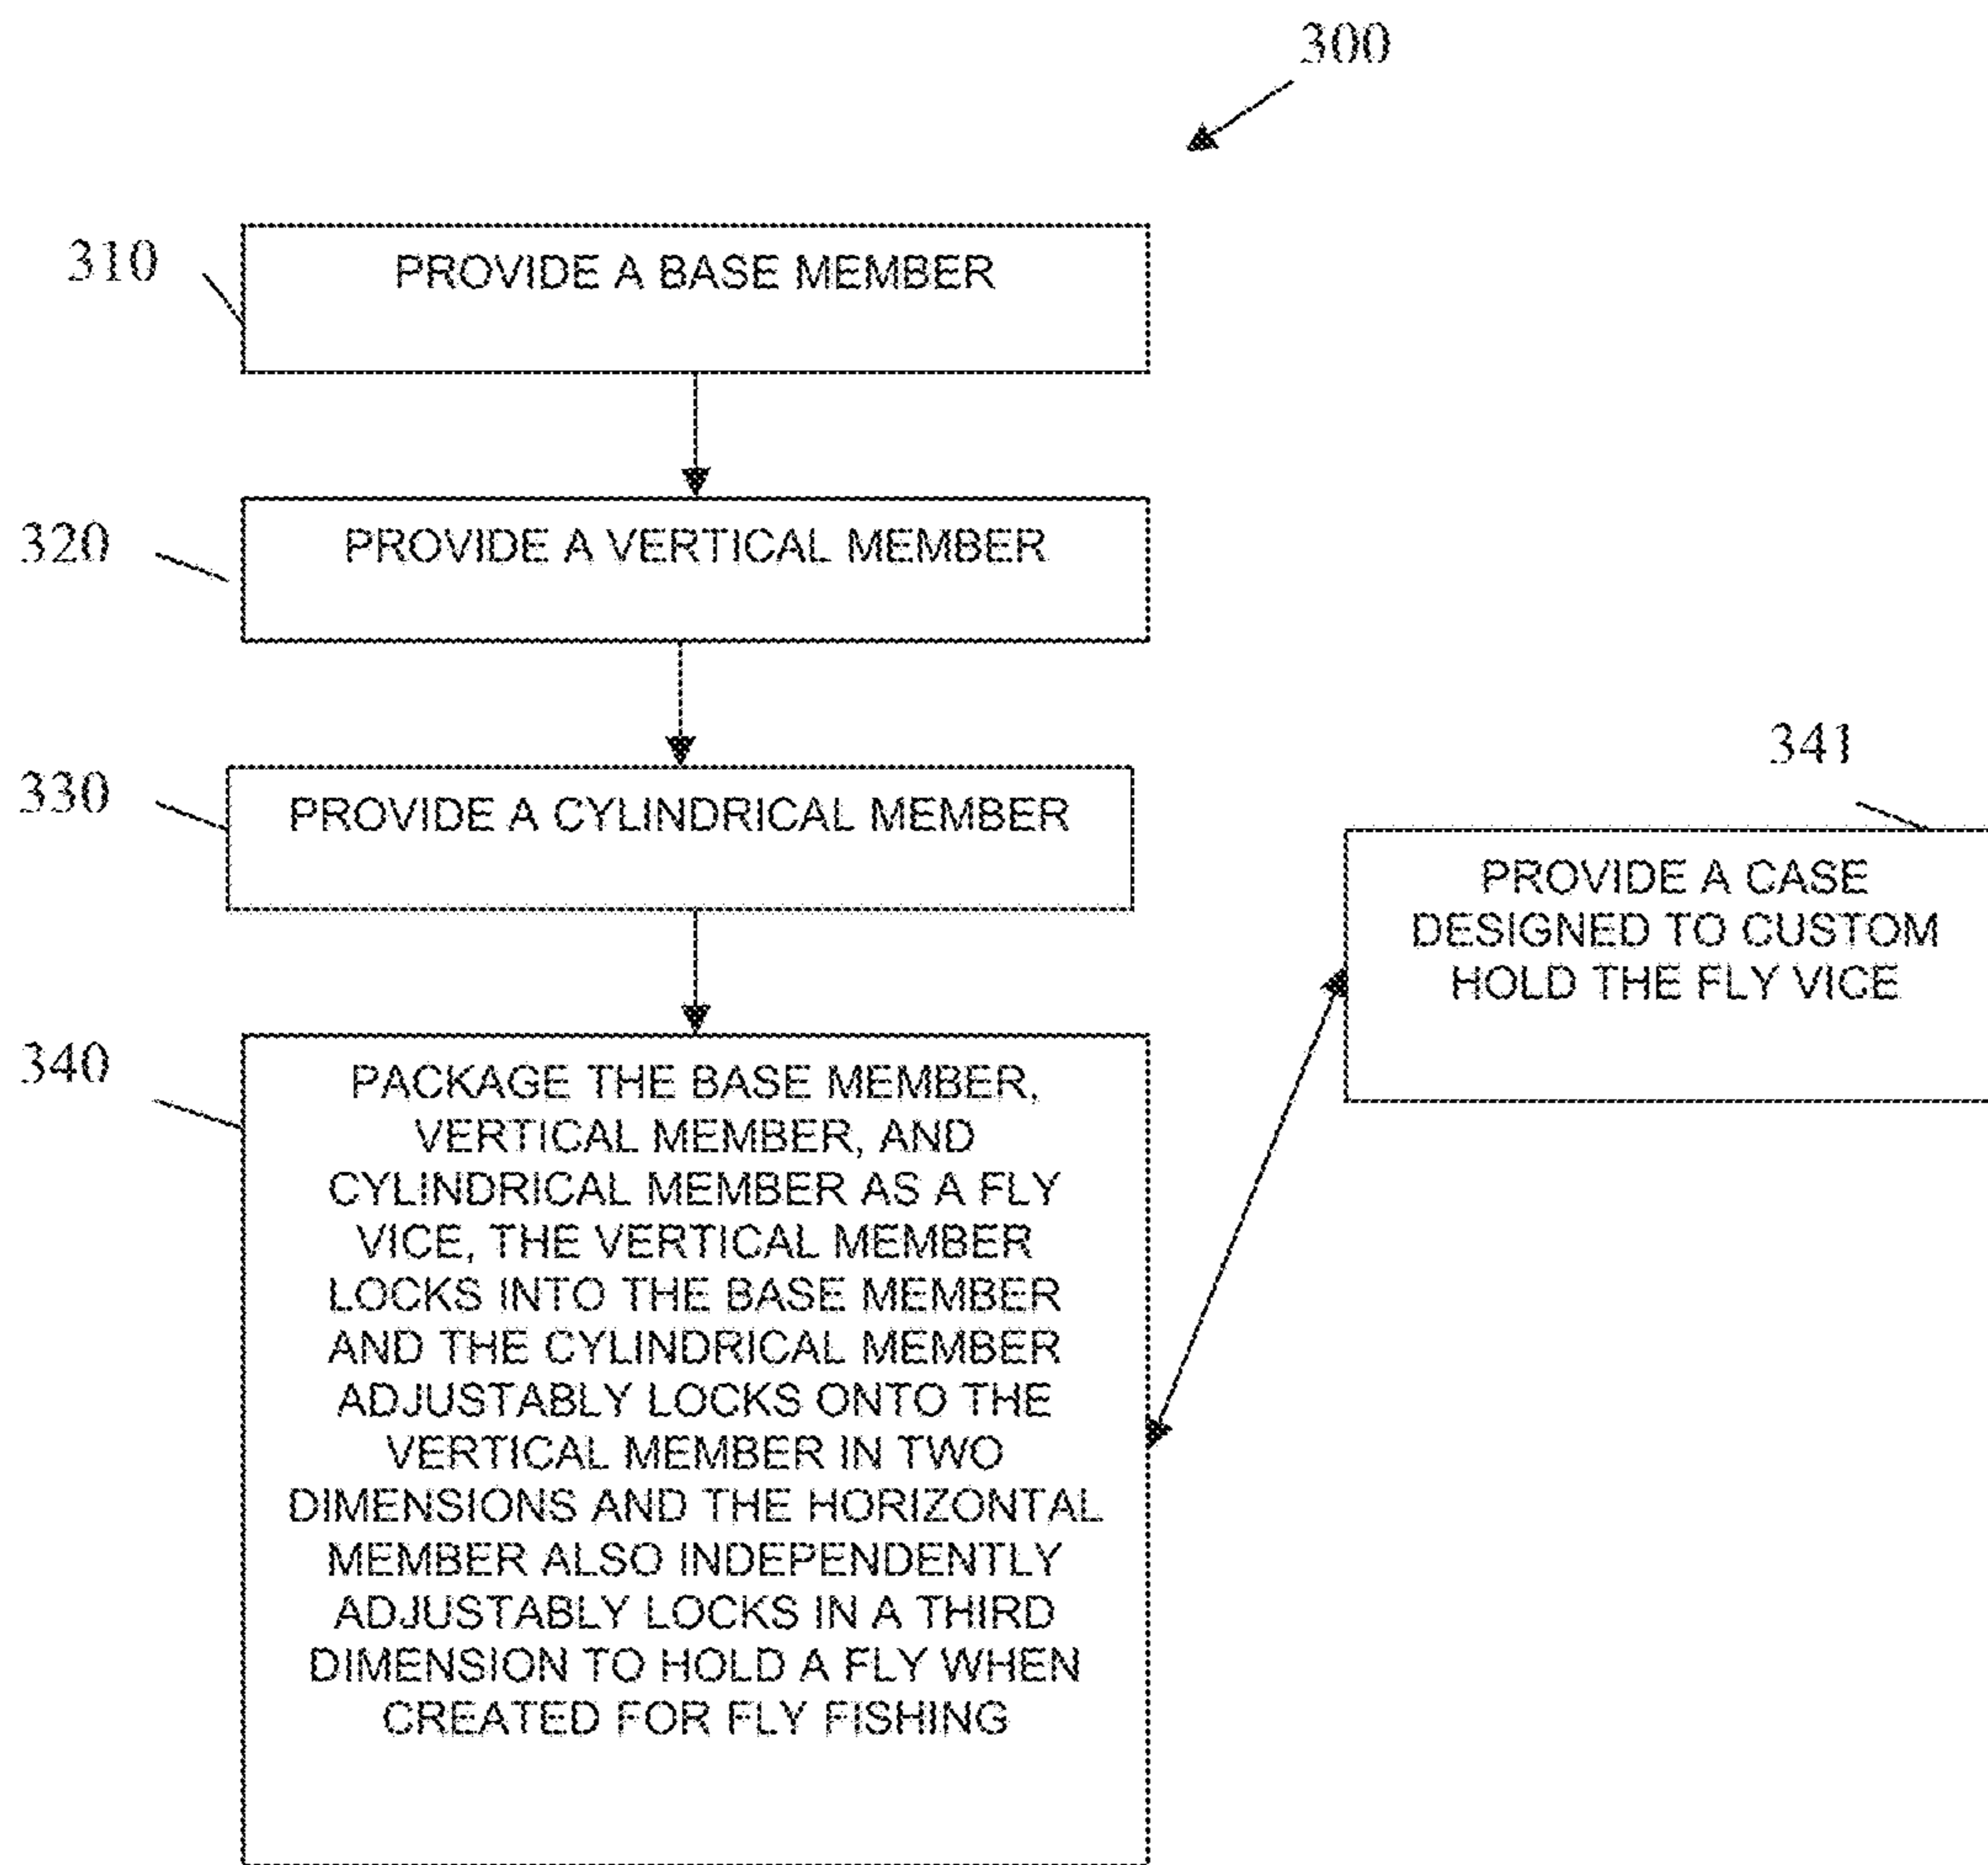 300
310
PROVIDE A BASE MEMBER
320
PROVIDE A VERTICAL MEMBER
330
PROVIDE A CYLINDRICAL MEMBER
341
PROVIDE A CASE
DESIGNED TO CUSTOM
HOLD THE FLY VICE
340
PACKAGE THE BASE MEMBER,
VERTICAL MEMBER, AND
CYLINDRICAL MEMBER AS A FLY
VICE, THE VERTICAL MEMBER
LOCKS INTO THE BASE MEMBER
AND THE CYLINDRICAL MEMBER
ADJUSTABLY LOCKS ONTO THE
VERTICAL MEMBER IN TWO
DIMENSIONS AND THE HORIZONTAL
MEMBER ALSO INDEPENDENTLY
ADJUSTABLY LOCKS IN A THIRD
DIMENSION TO HOLD A FLY WHEN
CREATED FOR FLY FISHING